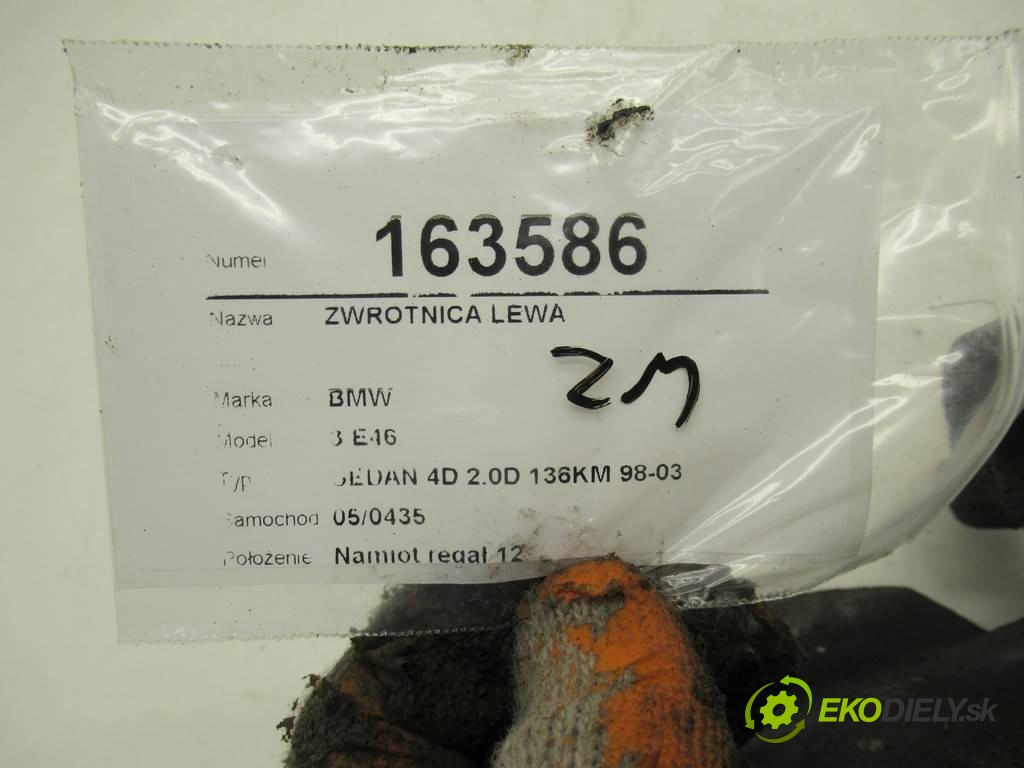 Numer 163586
Nazwa ZWROTNICA LEWA
ZM
Marka BMW
Model 3 E46
Typ SEDAN 4D 2.0D 136KM 98-03
Samochod 05/0435
Położenie Namiot regał 12
EKODIELY.sk